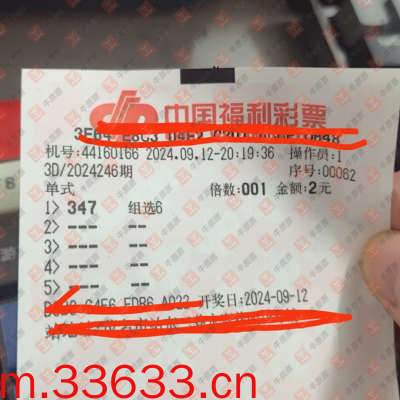 中国福利彩票
机号:44160166 2024.09.12-20:19:36 操作员:1
3D/2024246期 序号:00062
单式 倍数:001 金额:2元
1> 347 组选6
2> ---
3> ---
4> ---
5> ---
开奖日:2024-09-12
m.33633.cn